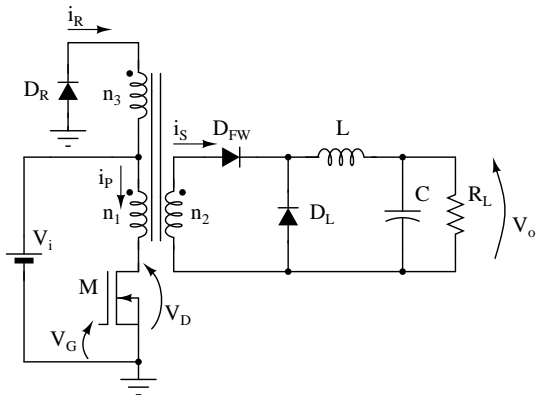 i_R
D_R
n_3
i_S
D_FW
L
i_P
n_1
n_2
D_L
C
R_L
V_o
V_i
M
V_D
V_G